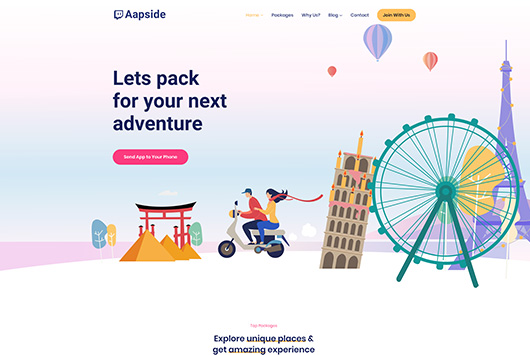 Aapside
Home Packages Why Us? Blog Contact Join With Us
Lets pack
for your next
adventure
Send App to Your Phone
Top Packages
Explore unique places &
get amazing experience